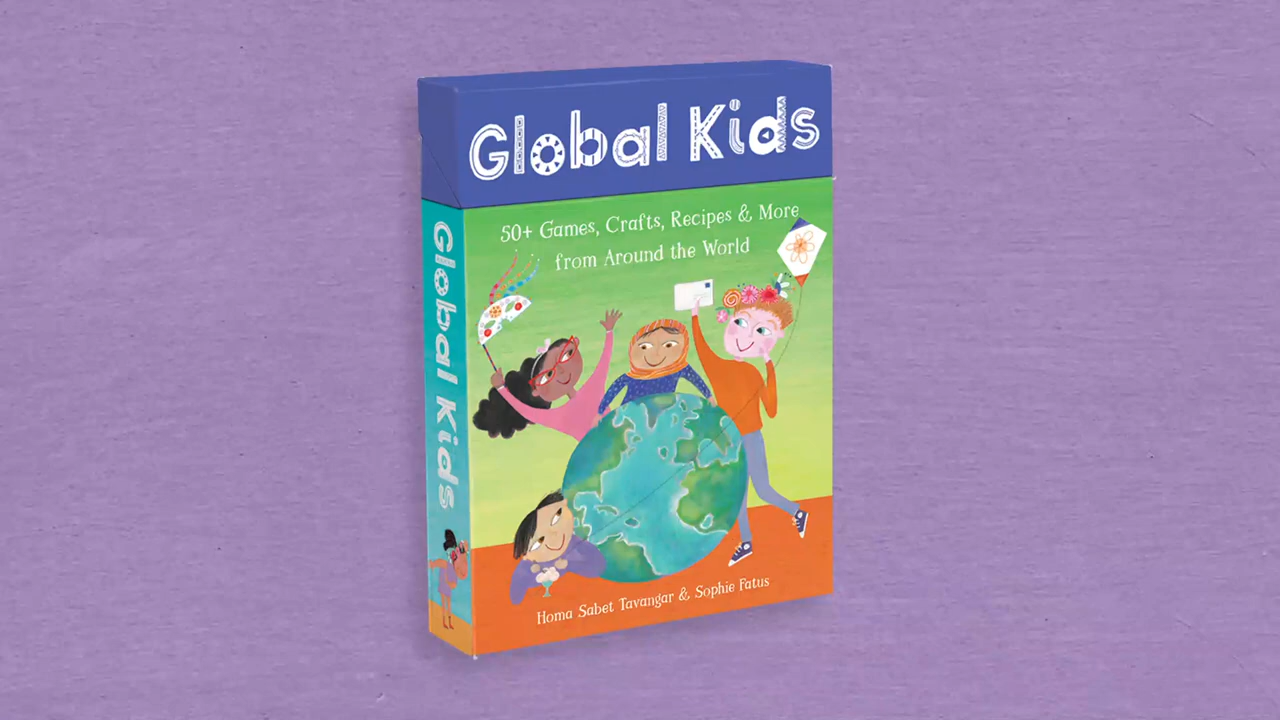 Global Kids
50+ Games, Crafts, Recipes & More
from Around the World
Homa Sabet Tavangar & Sophie Fatus
Global Kids